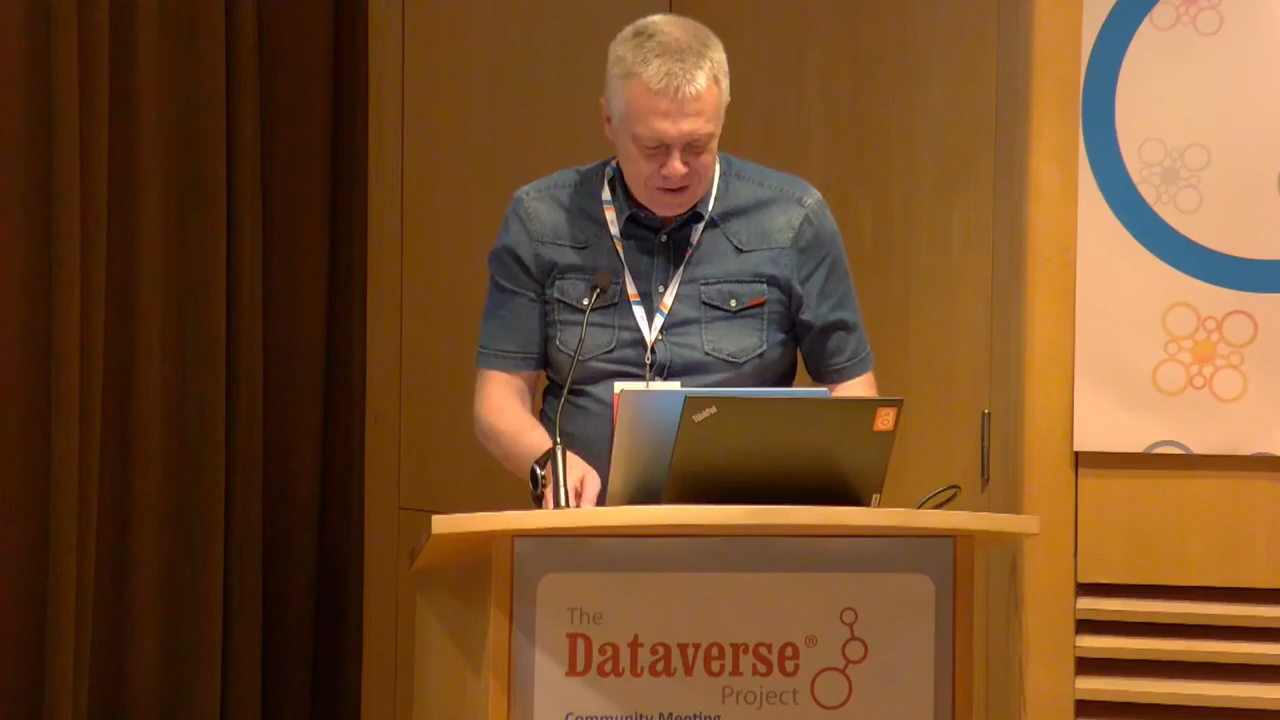 ThinkPad
The
Dataverse®
Project
Community Meeting